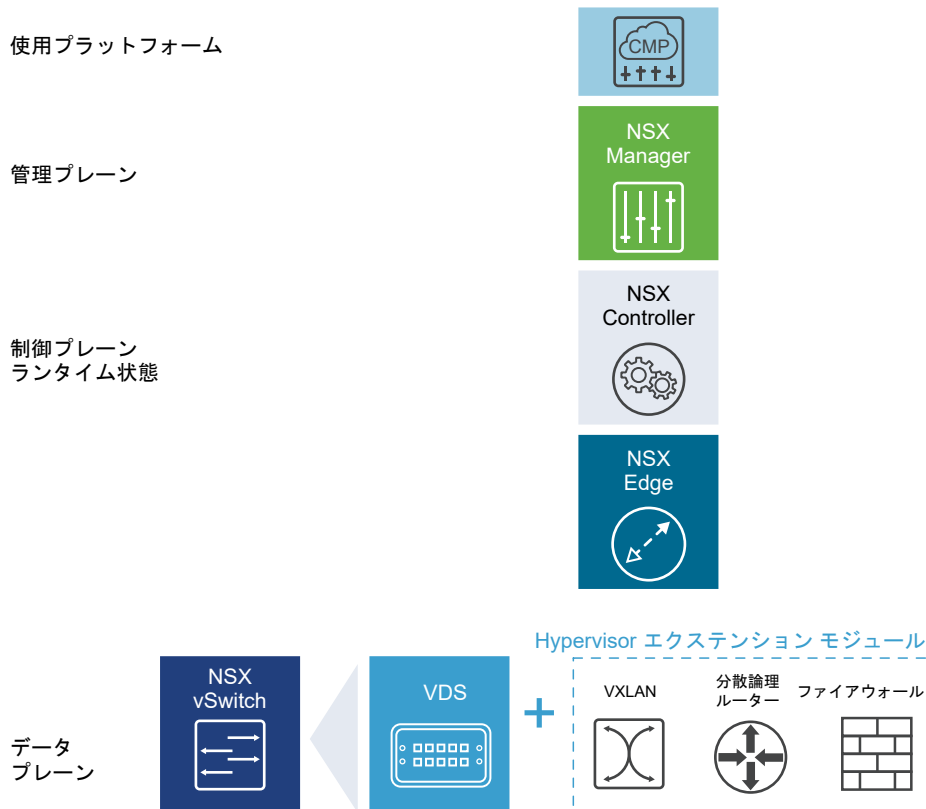 使用プラットフォーム
CMP
NSX
Manager
管理プレーン
NSX
Controller
制御プレーン
ランタイム状態
NSX
Edge
Hypervisor エクステンション モジュール
NSX
vSwitch
VDS
+
VXLAN
分散論理
ルーター
ファイアウォール
データ
プレーン